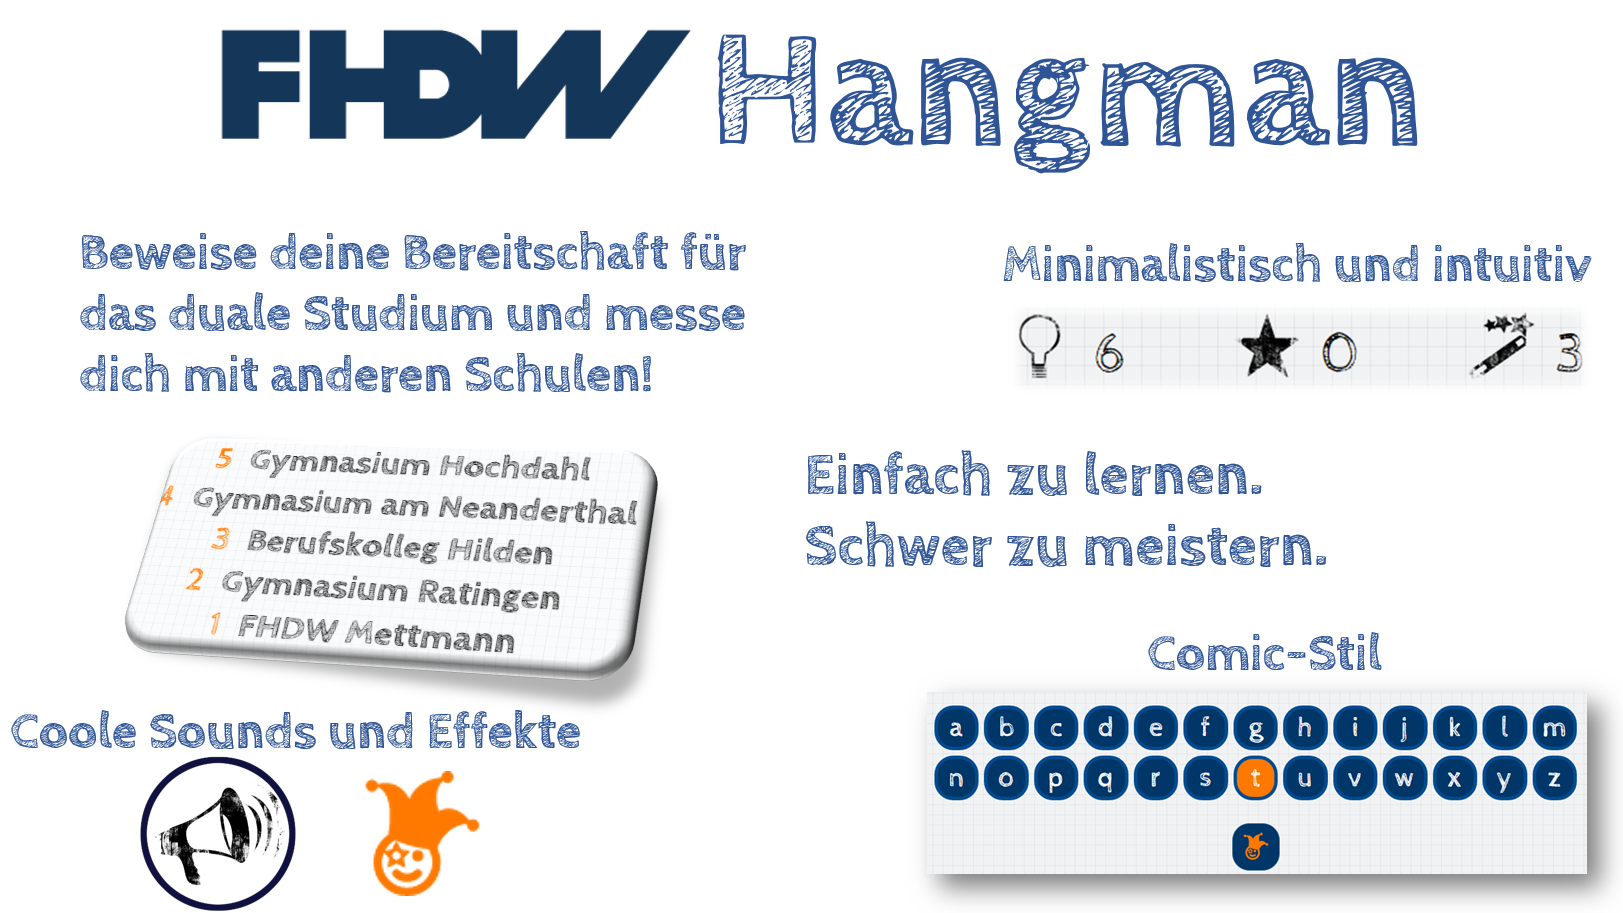 FHDW Hangman
Beweise deine Bereitschaft für
das duale Studium und messe
dich mit anderen Schulen!
Minimalistisch und intuitiv
6 0 3
5 Gymnasium Hochdahl
4 Gymnasium am Neanderthal
3 Berufskolleg Hilden
2 Gymnasium Ratingen
1 FHDW Mettmann
Einfach zu lernen.
Schwer zu meistern.
Coole Sounds und Effekte
Comic-Stil
a b c d e f g h i j k l m
n o p q r s t u v w x y z